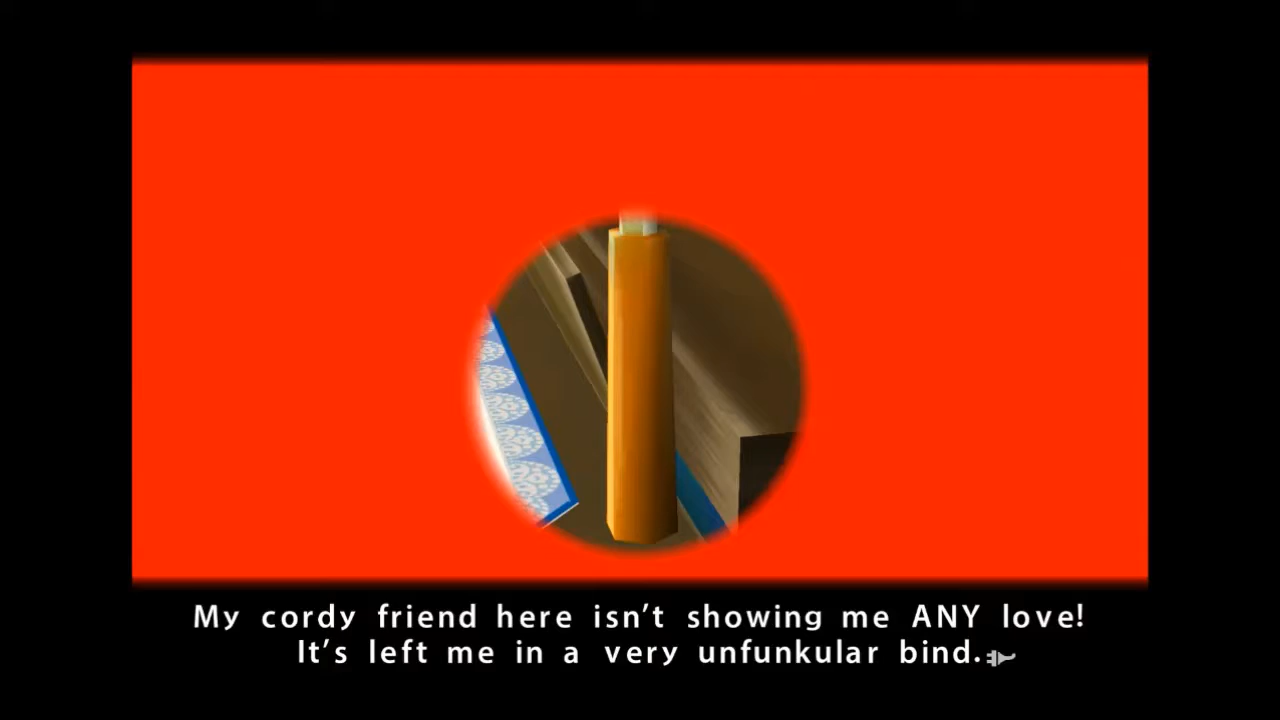 My cordy friend here isn't showing me ANY love!
It's left me in a very unfunkular bind.